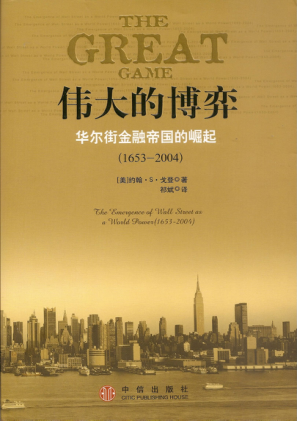 THE
GREAT
GAME
伟大的博弈
华尔街金融帝国的崛起
(1653—2004)
[美]约翰·S·戈登 著
祁斌 译
The Emergence of Wall Street as
a World Power(1653-2004)
中信出版社
CITIC PUBLISHING HOUSE